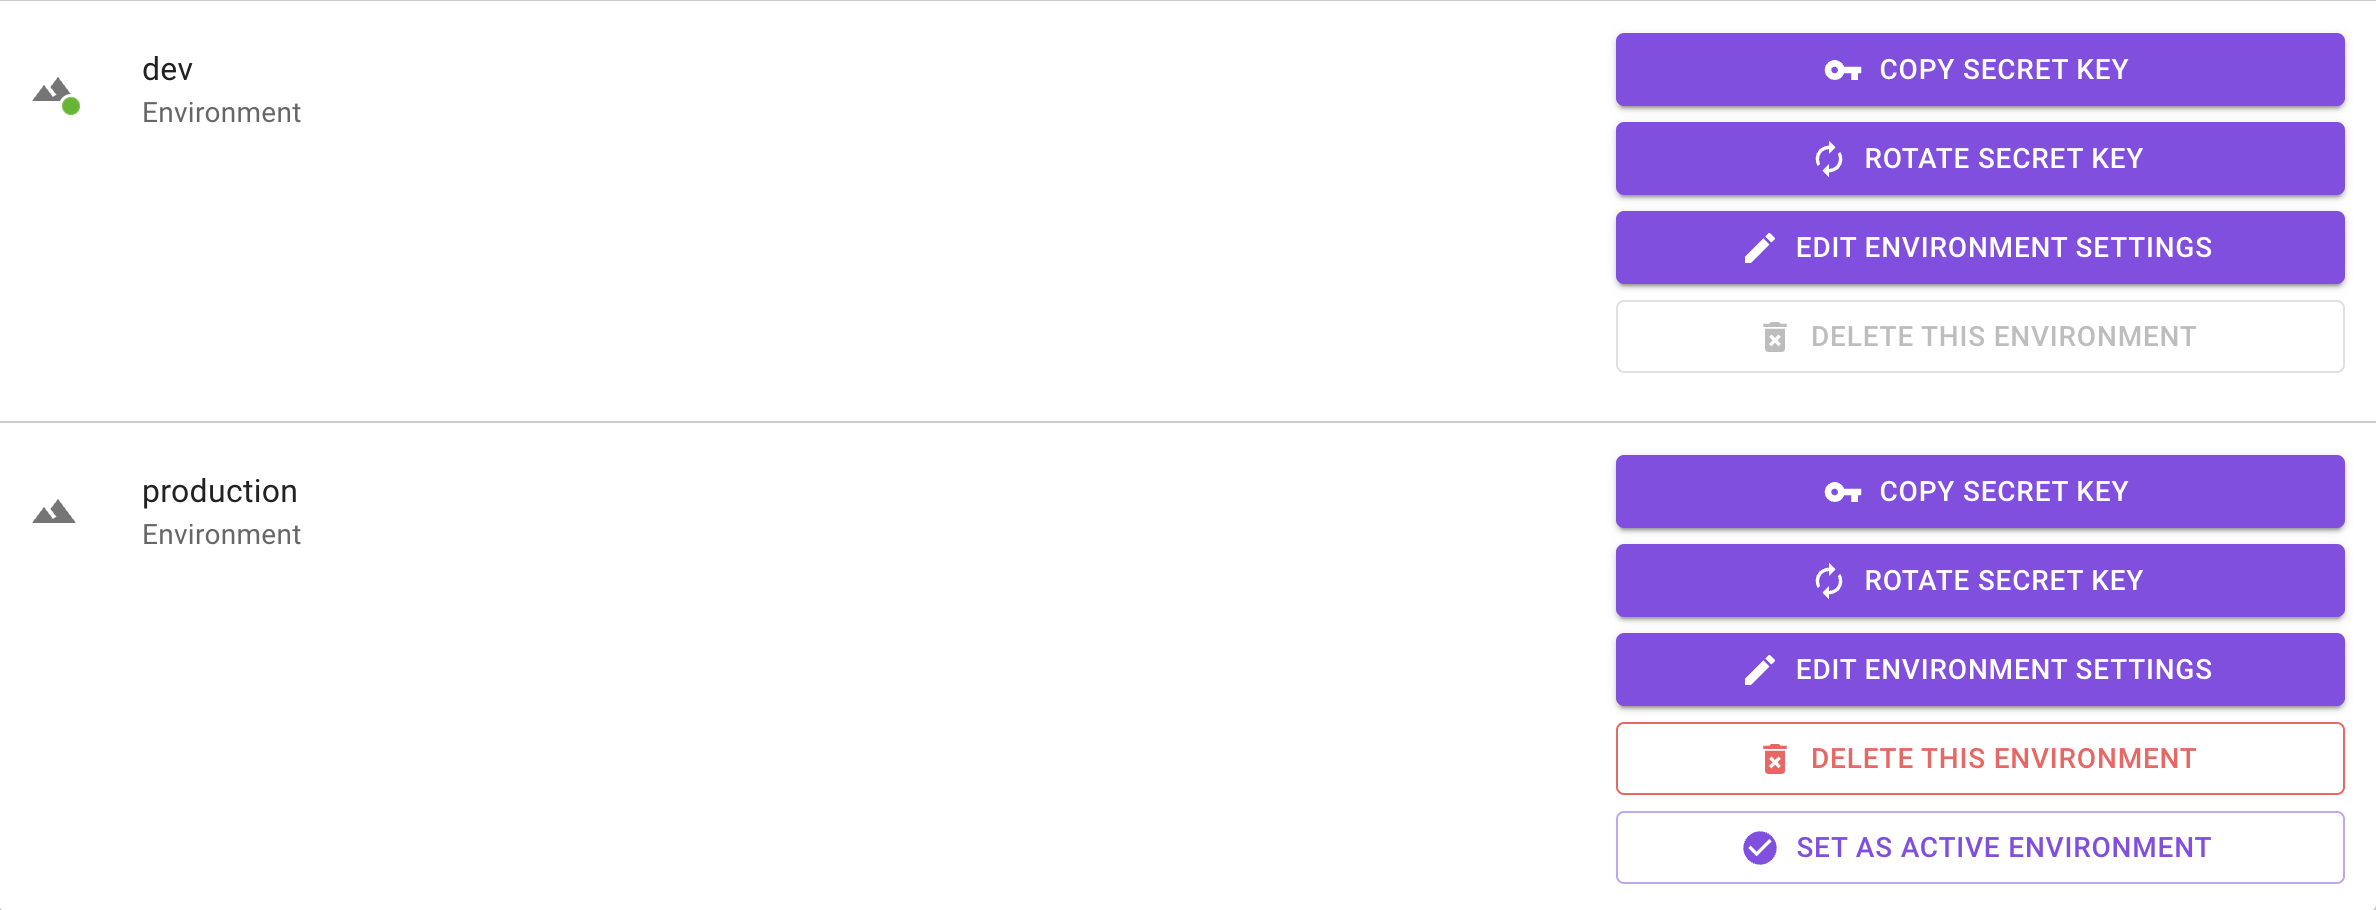 dev
Environment
COPY SECRET KEY
ROTATE SECRET KEY
EDIT ENVIRONMENT SETTINGS
DELETE THIS ENVIRONMENT
production
Environment
COPY SECRET KEY
ROTATE SECRET KEY
EDIT ENVIRONMENT SETTINGS
DELETE THIS ENVIRONMENT
SET AS ACTIVE ENVIRONMENT